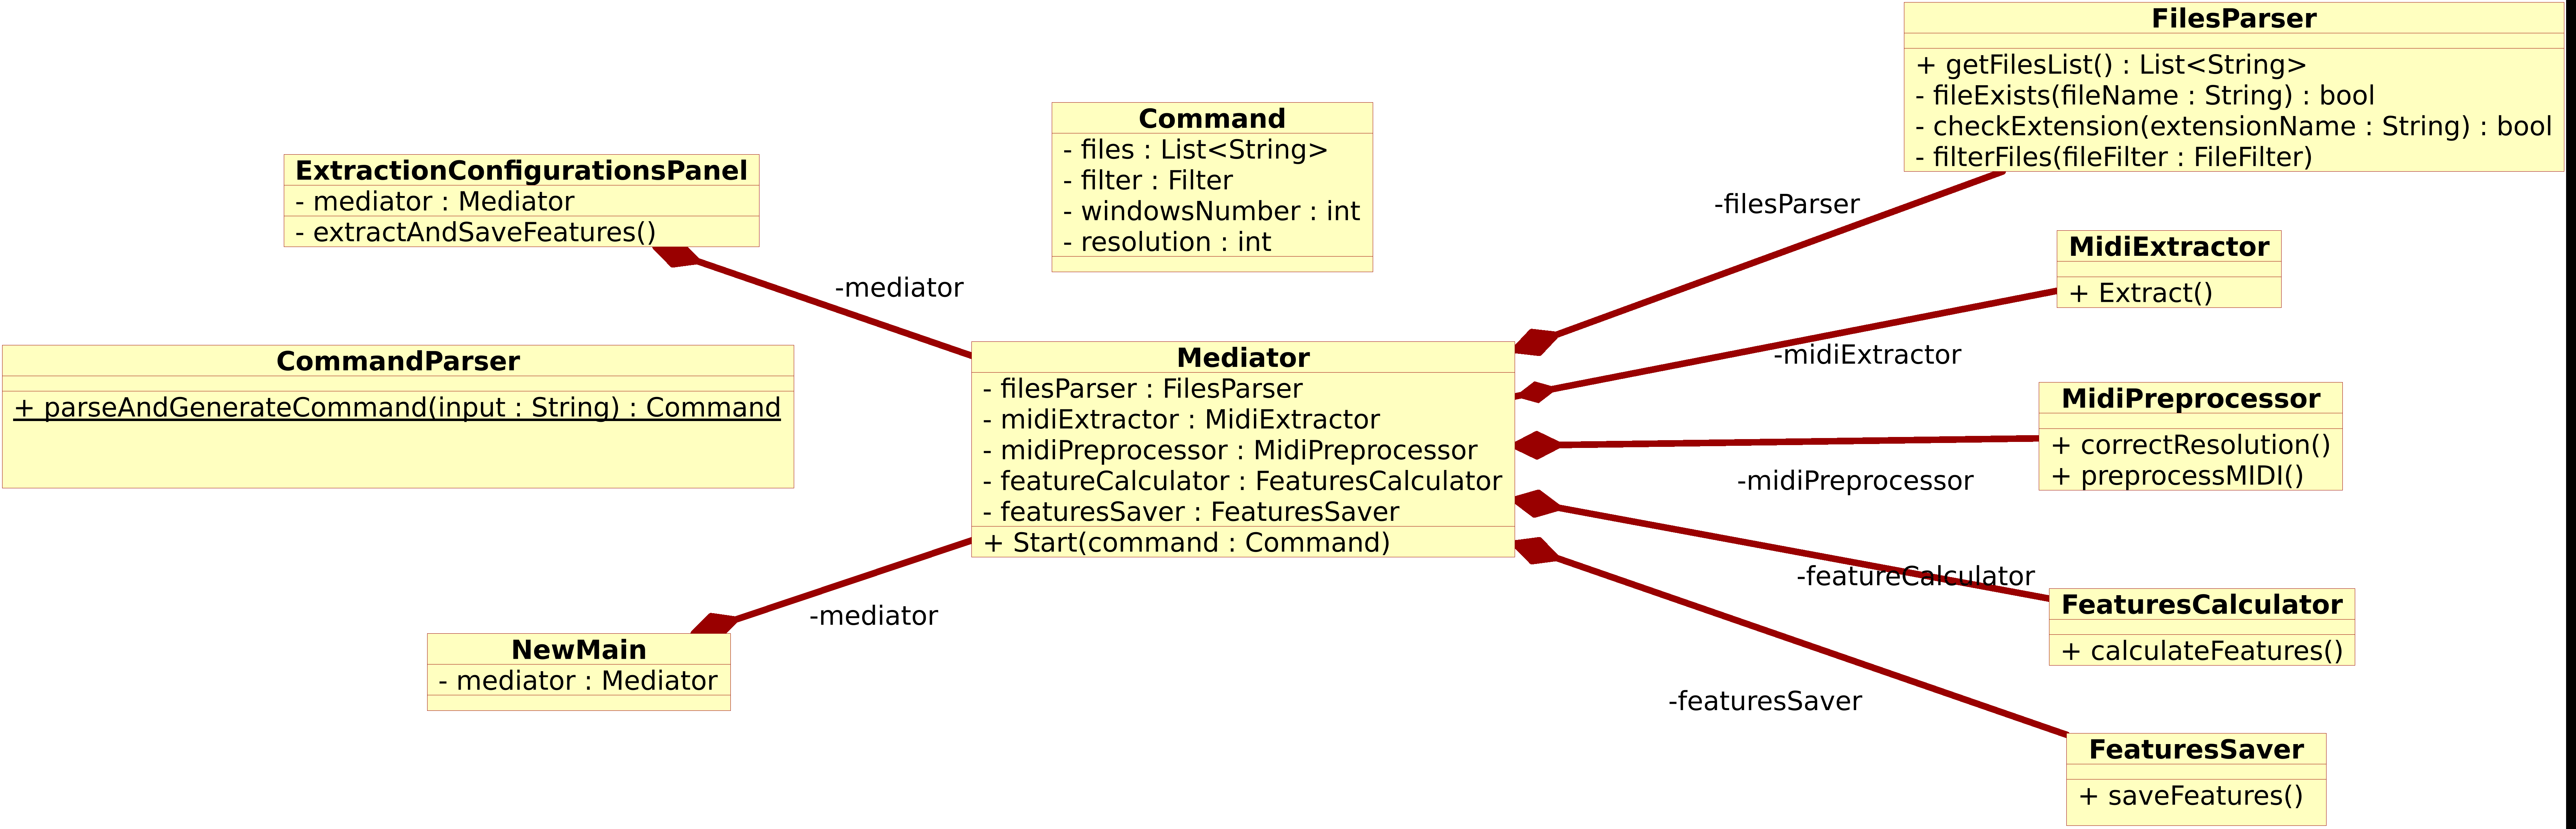 FilesParser
+ getFilesList() : List<String>
- fileExists(fileName : String) : bool
- checkExtension(extensionName : String) : bool
- filterFiles(fileFilter : FileFilter)
Command
- files : List<String>
- filter : Filter
- windowsNumber : int
- resolution : int
ExtractionConfigurationsPanel
- mediator : Mediator
- extractAndSaveFeatures()
-filesParser
MidiExtractor
+ Extract()
-mediator
CommandParser
+ parseAndGenerateCommand(input : String) : Command
Mediator
- filesParser : FilesParser
- midiExtractor : MidiExtractor
- midiPreprocessor : MidiPreprocessor
- featureCalculator : FeaturesCalculator
- featuresSaver : FeaturesSaver
+ Start(command : Command)
-midiExtractor
MidiPreprocessor
+ correctResolution()
+ preprocessMIDI()
-midiPreprocessor
-featureCalculator
FeaturesCalculator
+ calculateFeatures()
-mediator
NewMain
- mediator : Mediator
-featuresSaver
FeaturesSaver
+ saveFeatures()